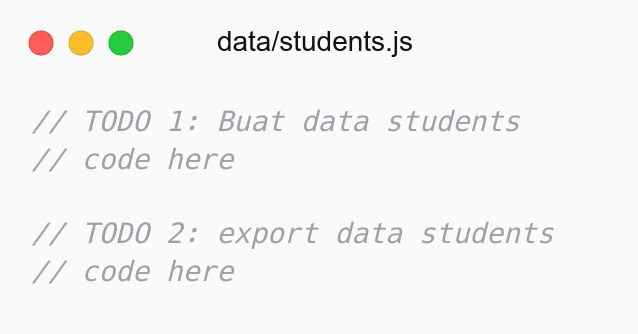 data/students.js
// TODO 1: Buat data students
// code here
// TODO 2: export data students
// code here